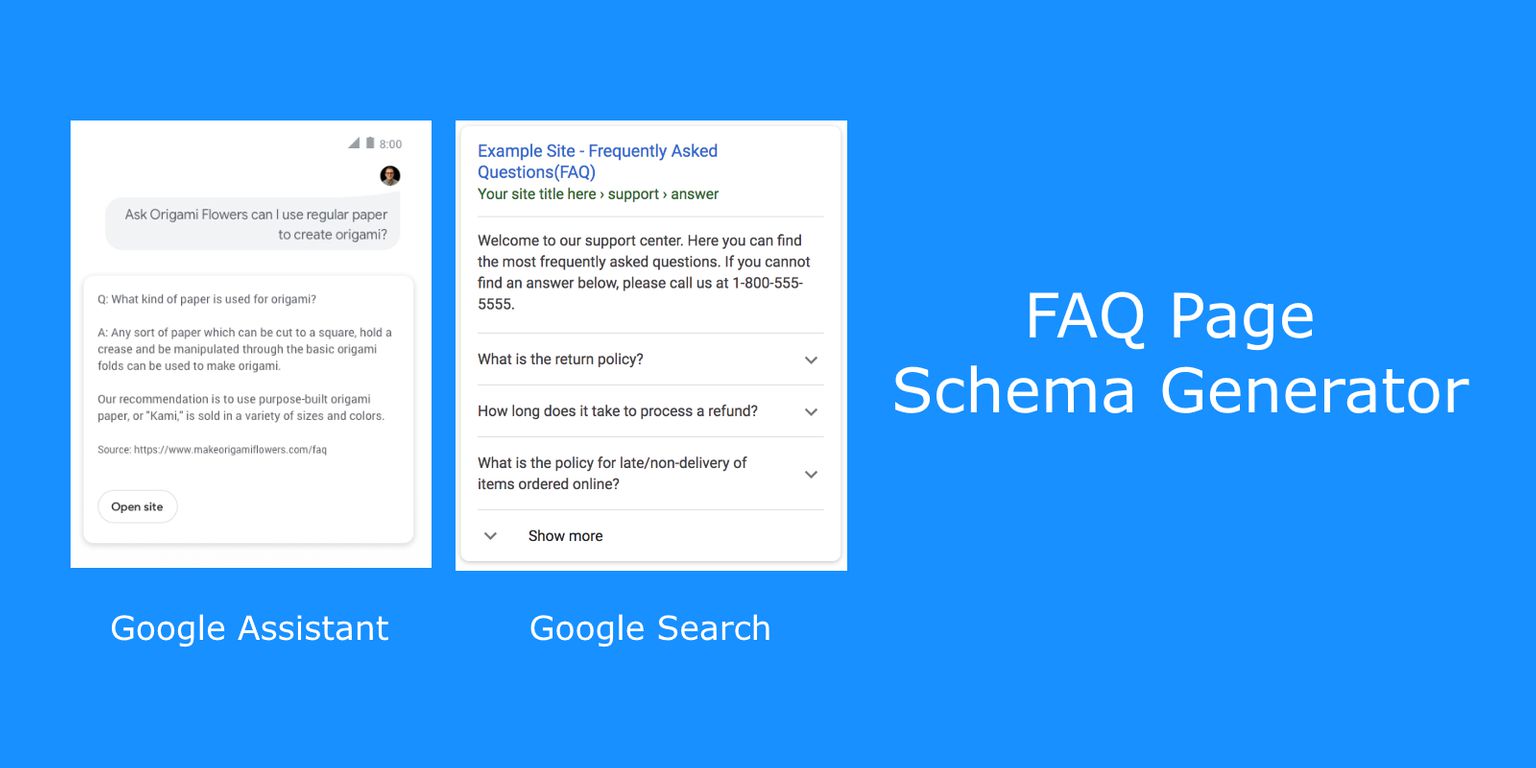 8:00
Ask Origami Flowers can I use regular paper
to create origami?
Q: What kind of paper is used for origami?
A: Any sort of paper which can be cut to a square, hold a
crease and be manipulated through the basic origami
folds can be used to make origami.
Our recommendation is to use purpose-built origami
paper, or "Kami," is sold in a variety of sizes and colors.
Source: https://www.makeorigamiflowers.com/faq
Open site
Google Assistant
Example Site - Frequently Asked
Questions(FAQ)
Your site title here › support › answer
Welcome to our support center. Here you can find
the most frequently asked questions. If you cannot
find an answer below, please call us at 1-800-555-
5555.
What is the return policy?
How long does it take to process a refund?
What is the policy for late/non-delivery of
items ordered online?
Show more
Google Search
FAQ Page
Schema Generator